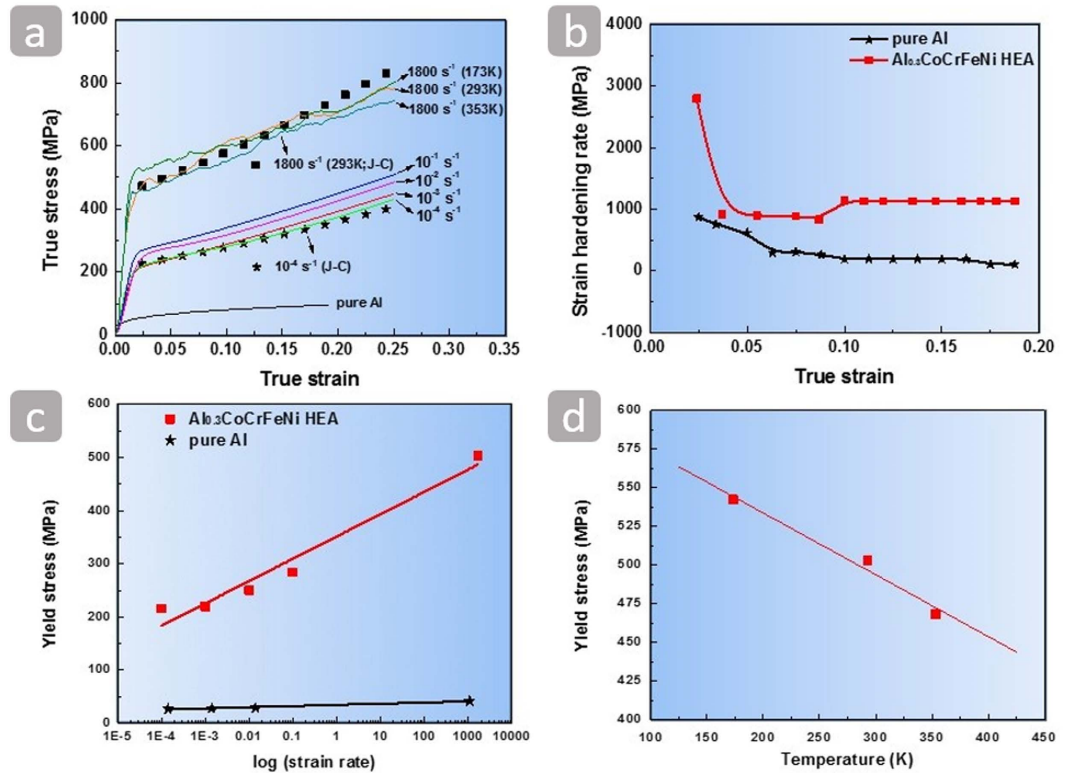 a
1000
800
600
400
200
0
0.00 0.05 0.10 0.15 0.20 0.25 0.30 0.35
True stress (MPa)
True strain
1800 s⁻¹ (173K)
1800 s⁻¹ (293K)
1800 s⁻¹ (353K)
1800 s⁻¹ (293K;J-C)
10⁻¹ s⁻¹
10⁻² s⁻¹
10⁻³ s⁻¹
10⁻⁴ s⁻¹
10⁻⁴ s⁻¹ (J-C)
pure Al
b
4000
3000
2000
1000
0
-1000
0.00 0.05 0.10 0.15 0.20
Strain hardening rate (MPa)
True strain
pure Al
Al₀.₃CoCrFeNi HEA
c
600
500
400
300
200
100
0
1E-5 1E-4 1E-3 0.01 0.1 1 10 100 1000 10000
Yield stress (MPa)
log (strain rate)
Al₀.₃CoCrFeNi HEA
pure Al
d
600
575
550
525
500
475
450
425
400
100 150 200 250 300 350 400 450
Yield stress (MPa)
Temperature (K)